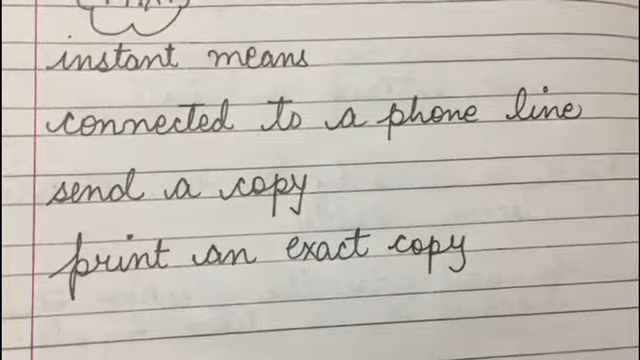 instant means
connected to a phone line
send a copy
print an exact copy